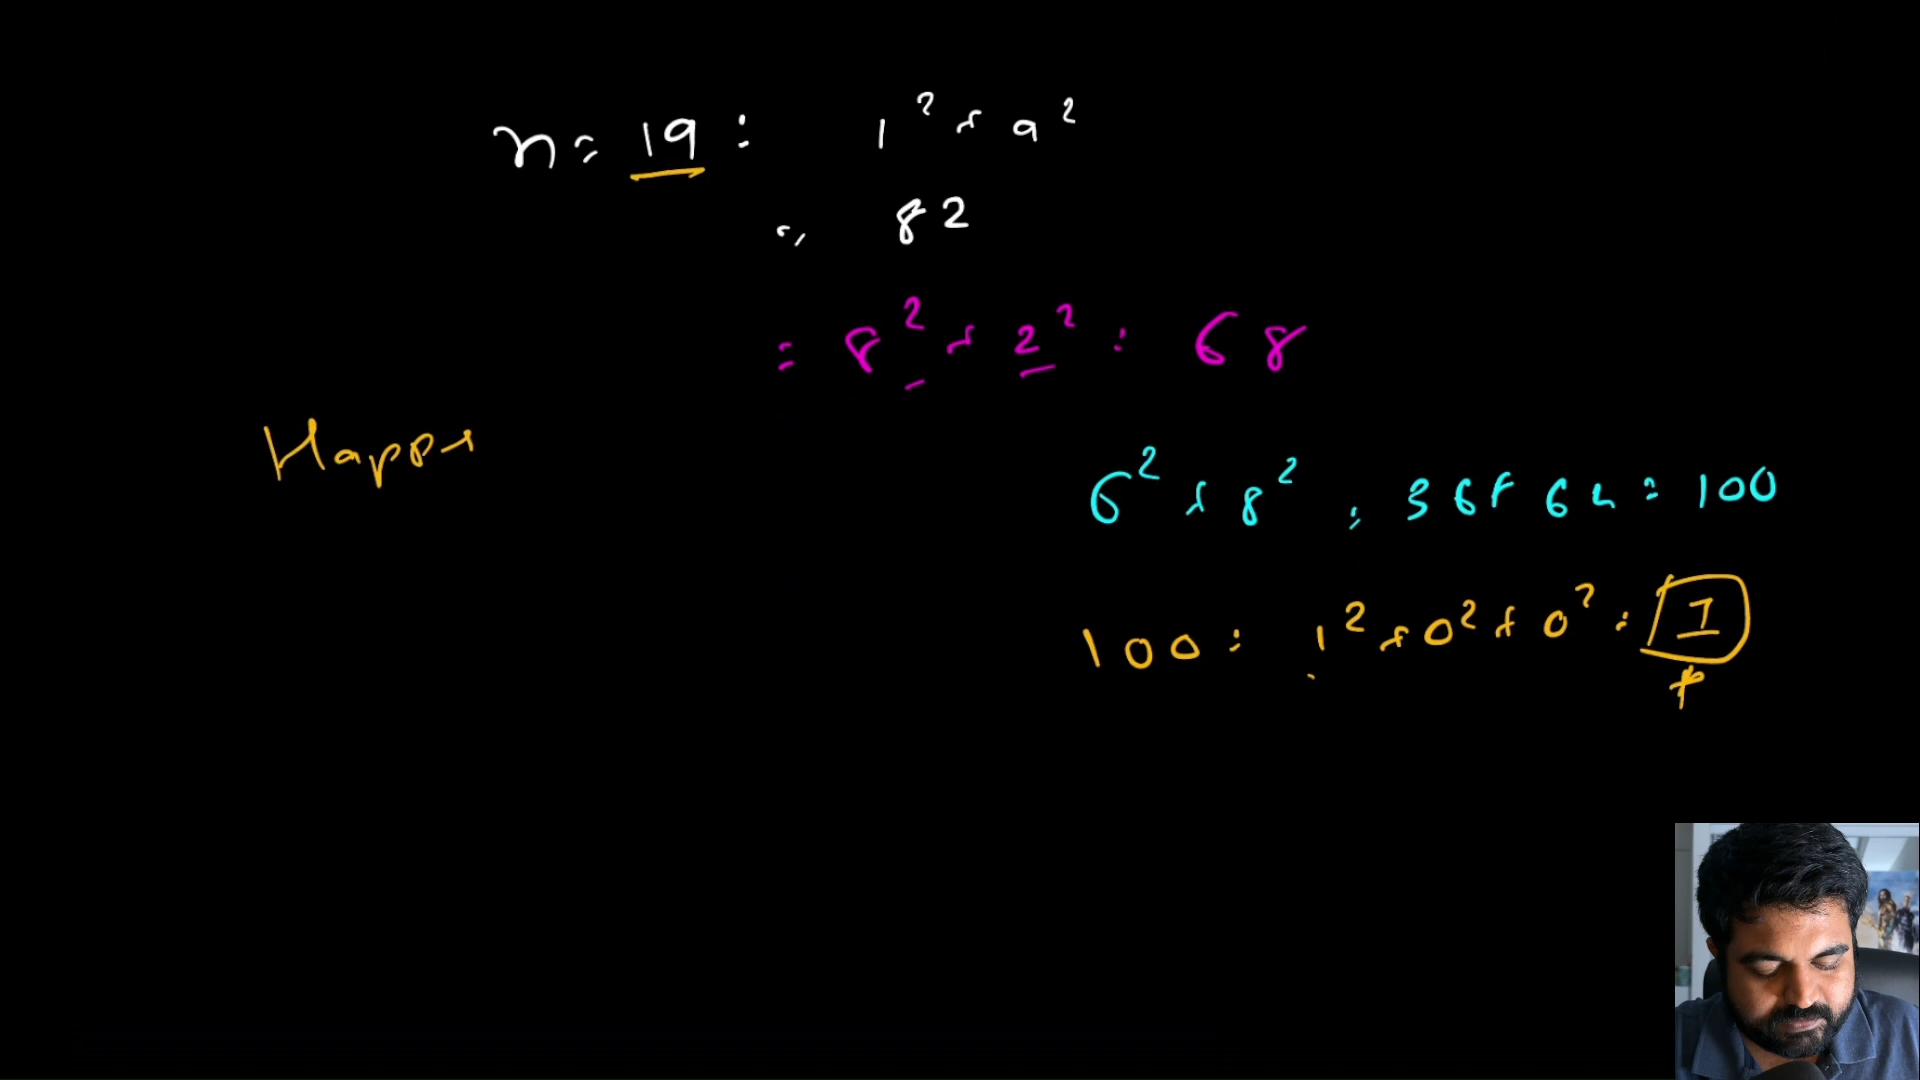 n = 19 : 1² + 9²
= 82
= 8² + 2² = 68
Happy
6² + 8² = 36 + 64 = 100
100 = 1² + 0² + 0² = 1